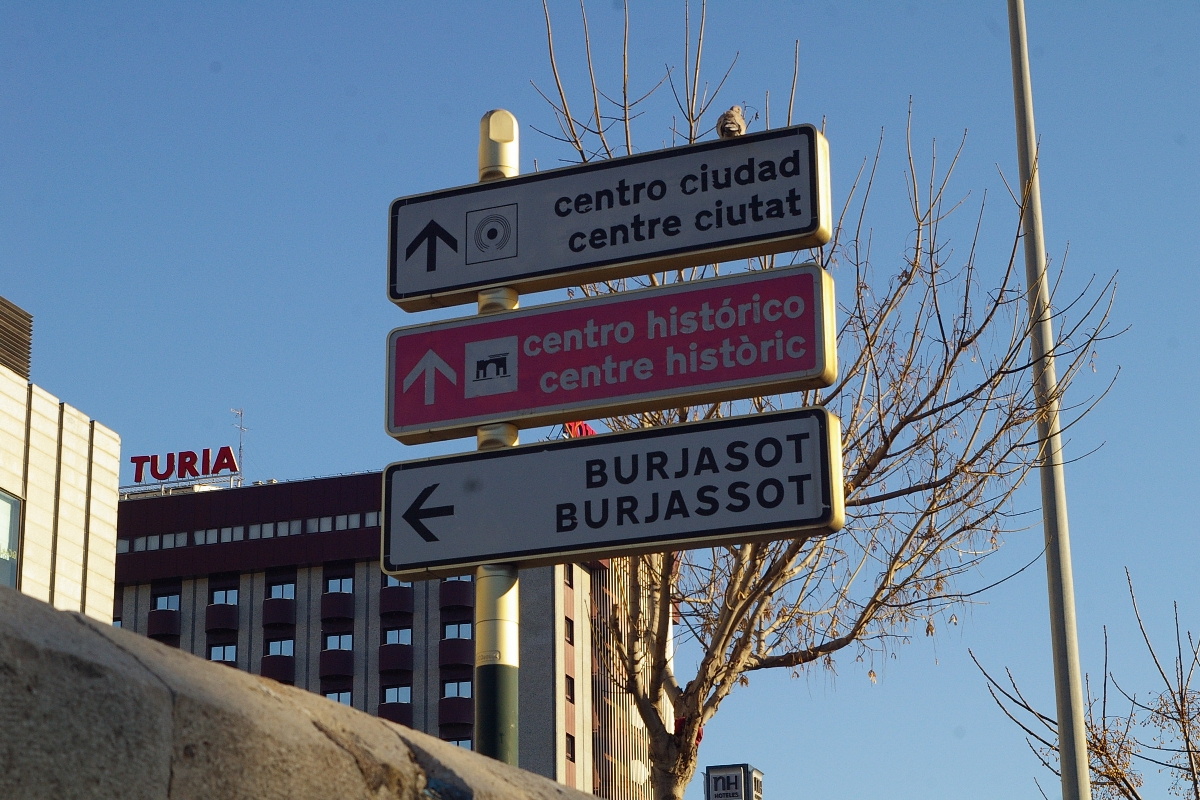 centro ciudad
centre ciutat
centro histórico
centre històric
BURJASOT
BURJASSOT
TURIA
nH
HOTELES